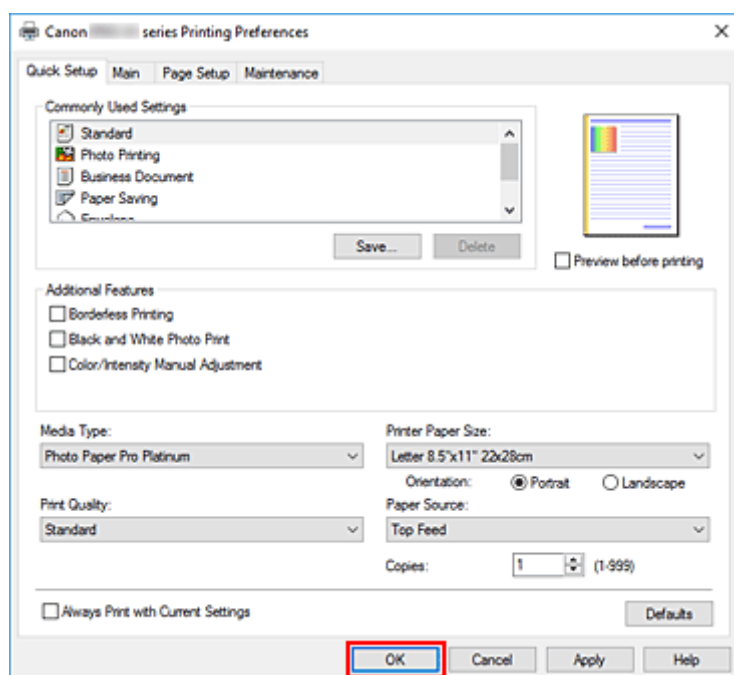 Canon series Printing Preferences
Quick Setup Main Page Setup Maintenance
Commonly Used Settings
Standard
Photo Printing
Business Document
Paper Saving
Save... Delete
Preview before printing
Additional Features
Borderless Printing
Black and White Photo Print
Color/Intensity Manual Adjustment
Media Type: Printer Paper Size:
Photo Paper Pro Platinum Letter 8.5"x11" 22x28cm
Orientation: Portrait Landscape
Print Quality: Paper Source:
Standard Top Feed
Copies: 1 (1-999)
Always Print with Current Settings Defaults
OK Cancel Apply Help